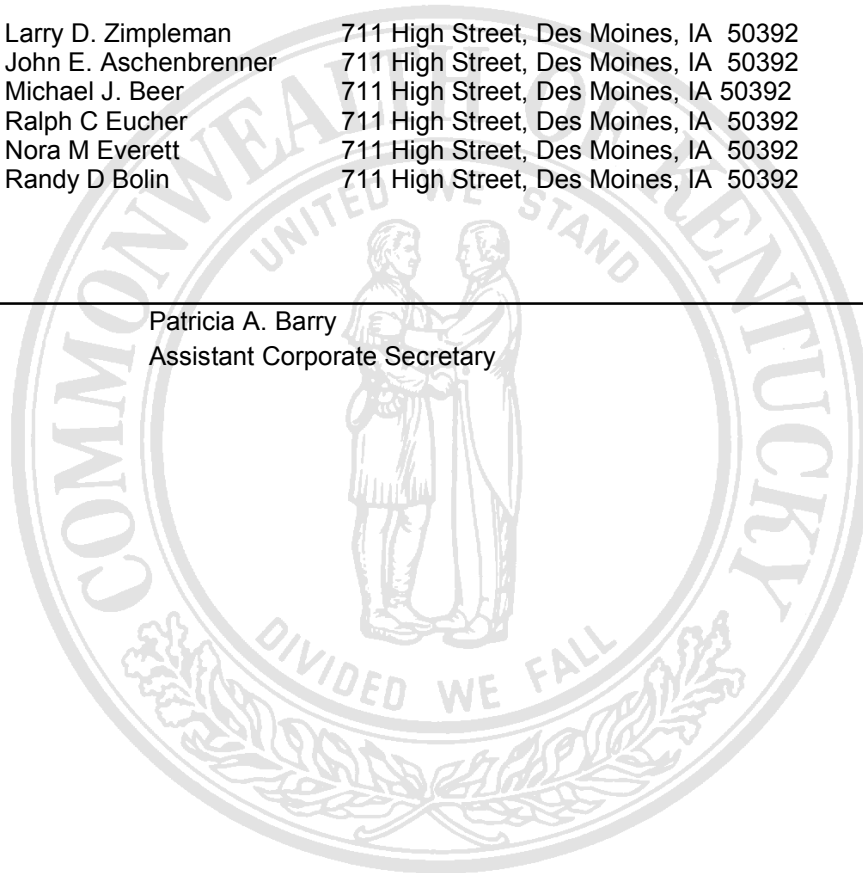 Larry D. Zimpleman 711 High Street, Des Moines, IA 50392
John E. Aschenbrenner 711 High Street, Des Moines, IA 50392
Michael J. Beer 711 High Street, Des Moines, IA 50392
Ralph C Eucher 711 High Street, Des Moines, IA 50392
Nora M Everett 711 High Street, Des Moines, IA 50392
Randy D Bolin 711 High Street, Des Moines, IA 50392
Patricia A. Barry
Assistant Corporate Secretary
COMMONWEALTH OF KENTUCKY
UNITED WE STAND
DIVIDED WE FALL